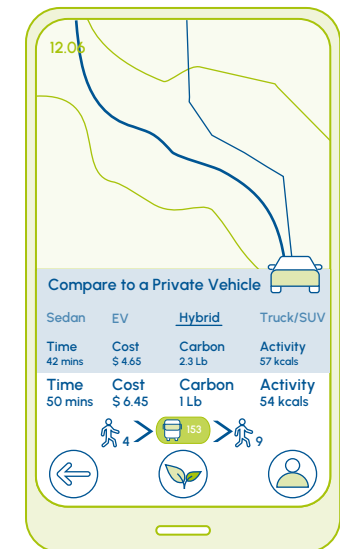 12.06
Compare to a Private Vehicle
Sedan EV Hybrid Truck/SUV
Time Cost Carbon Activity
42 mins $ 4.65 2.3 Lb 57 kcals
Time Cost Carbon Activity
50 mins $ 6.45 1 Lb 54 kcals
4 153 9